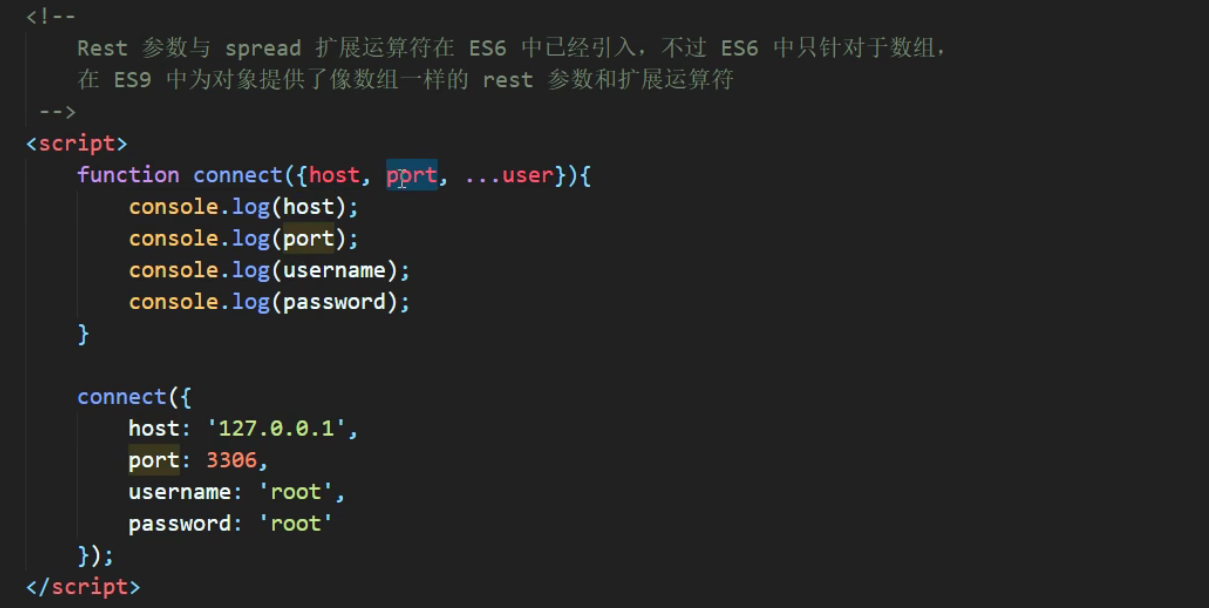 <!--
Rest 参数与 spread 扩展运算符在 ES6 中已经引入，不过 ES6 中只针对于数组，
在 ES9 中为对象提供了像数组一样的 rest 参数和扩展运算符
-->
<script>
function connect({host, port, ...user}){
console.log(host);
console.log(port);
console.log(username);
console.log(password);
}
connect({
host: '127.0.0.1',
port: 3306,
username: 'root',
password: 'root'
});
</script>